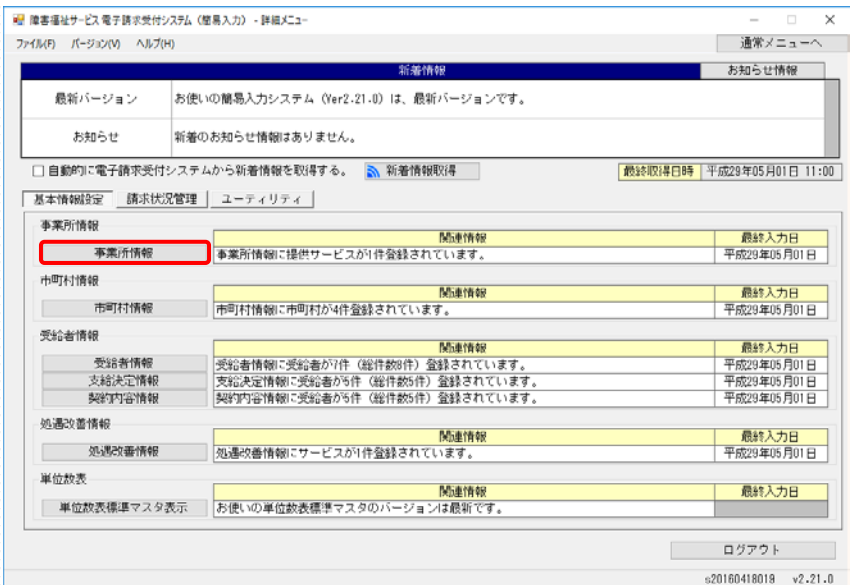 障害福祉サービス 電子請求受付システム (簡易入力) - 詳細メニュー
ファイル(F) バージョン(V) ヘルプ(H) 通常メニューへ
新着情報 お知らせ情報
最新バージョン お使いの簡易入力システム (Ver2.21.0) は、最新バージョンです。
お知らせ 新着のお知らせ情報はありません。
自動的に電子請求受付システムから新着情報を取得する。 新着情報取得 最終取得日時 平成29年05月01日 11:00
基本情報設定 請求状況管理 ユーティリティ
事業所情報
関連情報 最終入力日
事業所情報 事業所情報に提供サービスが1件登録されています。 平成29年05月01日
市町村情報
関連情報 最終入力日
市町村情報 市町村情報に市町村が4件登録されています。 平成29年05月01日
受給者情報
関連情報 最終入力日
受給者情報 受給者情報に受給者が7件 (総件数8件) 登録されています。 平成29年05月01日
支給決定情報 支給決定情報に受給者が5件 (総件数5件) 登録されています。 平成29年05月01日
契約内容情報 契約内容情報に受給者が5件 (総件数5件) 登録されています。 平成29年05月01日
処遇改善情報
関連情報 最終入力日
処遇改善情報 処遇改善情報にサービスが1件登録されています。 平成29年05月01日
単位数表
関連情報 最終入力日
単位数表標準マスタ表示 お使いの単位数表標準マスタのバージョンは最新です。
ログアウト
s20160418019 v2.21.0